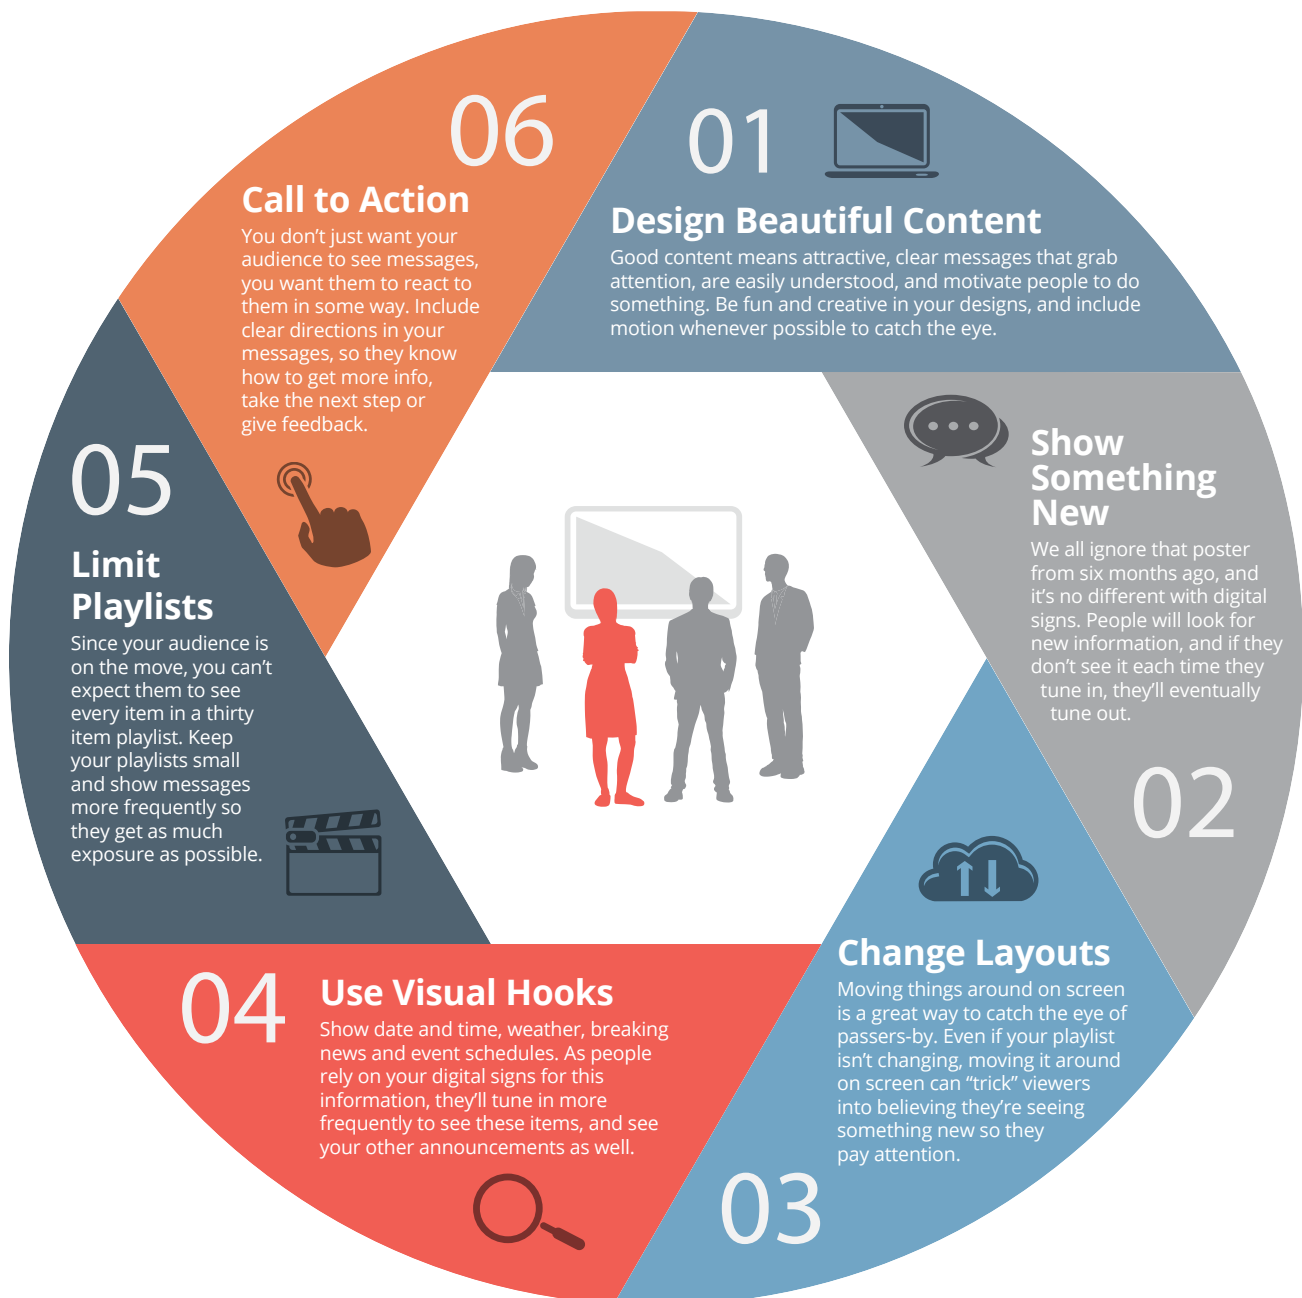 01
Design Beautiful Content
Good content means attractive, clear messages that grab
attention, are easily understood, and motivate people to do
something. Be fun and creative in your designs, and include
motion whenever possible to catch the eye.
Show
Something
New
We all ignore that poster
from six months ago, and
it’s no different with digital
signs. People will look for
new information, and if they
don’t see it each time they
tune in, they’ll eventually
tune out.
02
Change Layouts
Moving things around on screen
is a great way to catch the eye of
passers-by. Even if your playlist
isn’t changing, moving it around
on screen can “trick” viewers
into believing they’re seeing
something new so they
pay attention.
03
04
Use Visual Hooks
Show date and time, weather, breaking
news and event schedules. As people
rely on your digital signs for this
information, they’ll tune in more
frequently to see these items, and see
your other announcements as well.
05
Limit
Playlists
Since your audience is
on the move, you can’t
expect them to see
every item in a thirty
item playlist. Keep
your playlists small
and show messages
more frequently so
they get as much
exposure as possible.
06
Call to Action
You don’t just want your
audience to see messages,
you want them to react to
them in some way. Include
clear directions in your
messages, so they know
how to get more info,
take the next step or
give feedback.